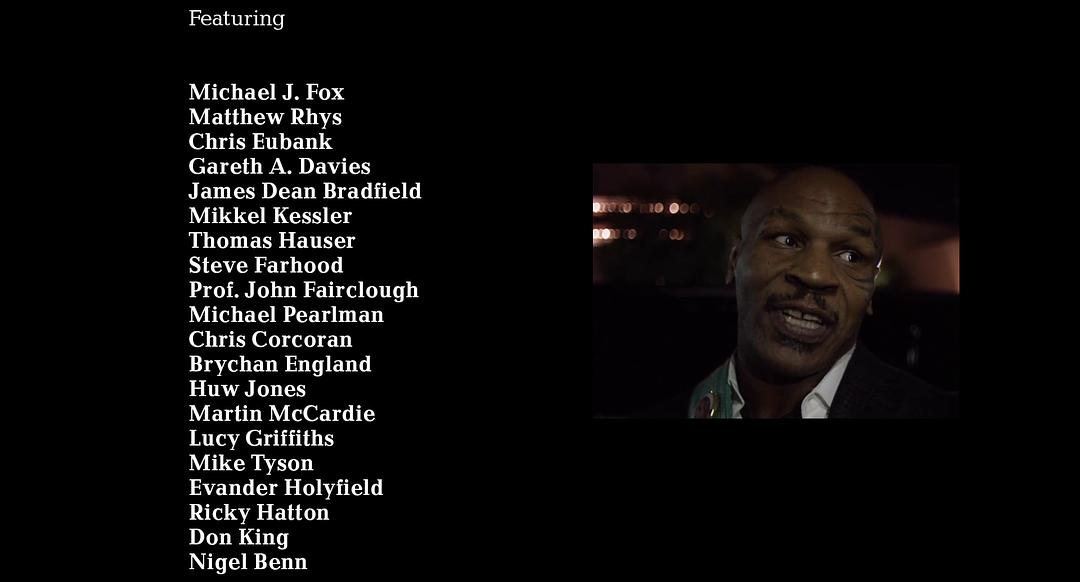 Featuring
Michael J. Fox
Matthew Rhys
Chris Eubank
Gareth A. Davies
James Dean Bradfield
Mikkel Kessler
Thomas Hauser
Steve Farhood
Prof. John Fairclough
Michael Pearlman
Chris Corcoran
Brychan England
Huw Jones
Martin McCardie
Lucy Griffiths
Mike Tyson
Evander Holyfield
Ricky Hatton
Don King
Nigel Benn